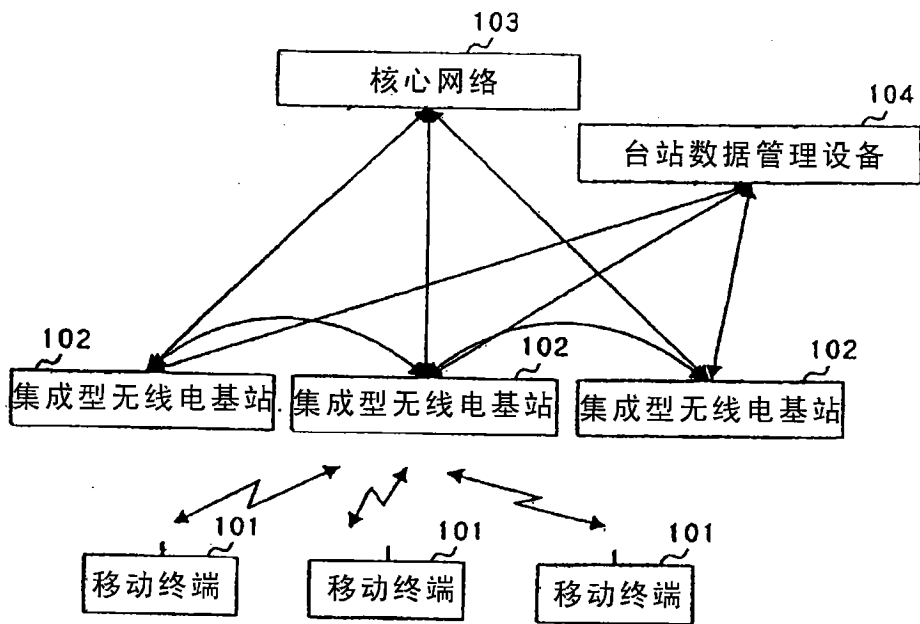 103
核心网络
104
台站数据管理设备
102
集成型无线电基站
102
集成型无线电基站
102
集成型无线电基站
101
移动终端
101
移动终端
101
移动终端